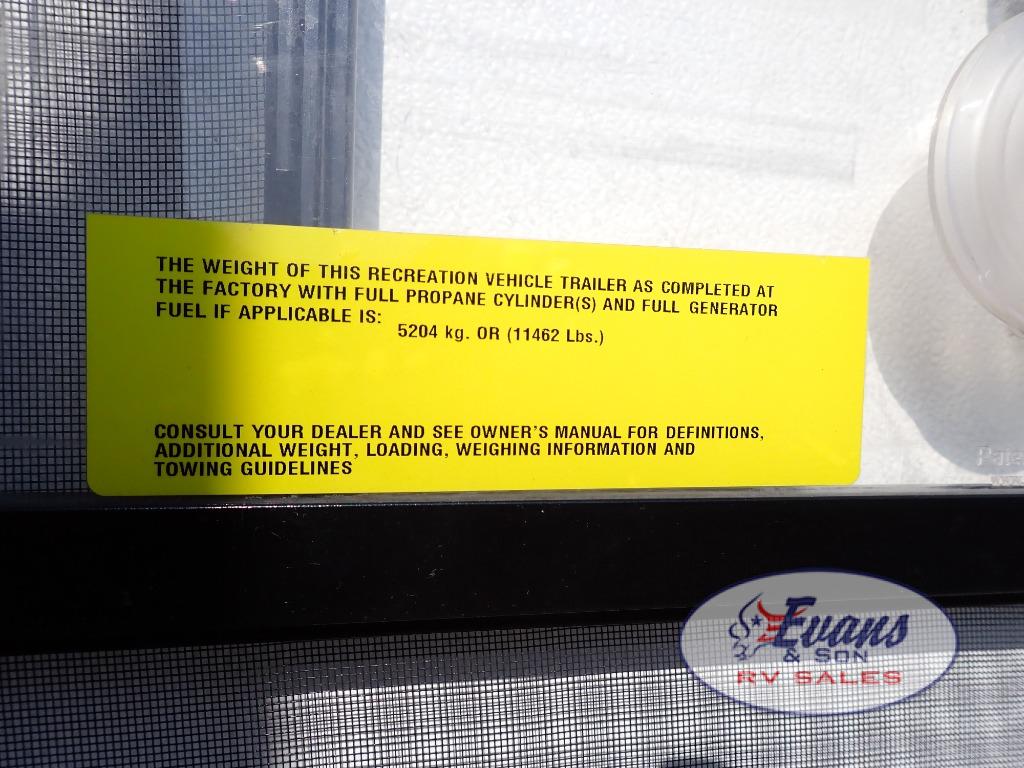 THE WEIGHT OF THIS RECREATION VEHICLE TRAILER AS COMPLETED AT
THE FACTORY WITH FULL PROPANE CYLINDER(S) AND FULL GENERATOR
FUEL IF APPLICABLE IS:
5204 kg. OR (11462 Lbs.)
CONSULT YOUR DEALER AND SEE OWNER'S MANUAL FOR DEFINITIONS,
ADDITIONAL WEIGHT, LOADING, WEIGHING INFORMATION AND
TOWING GUIDELINES
Evans
& SON
RV SALES